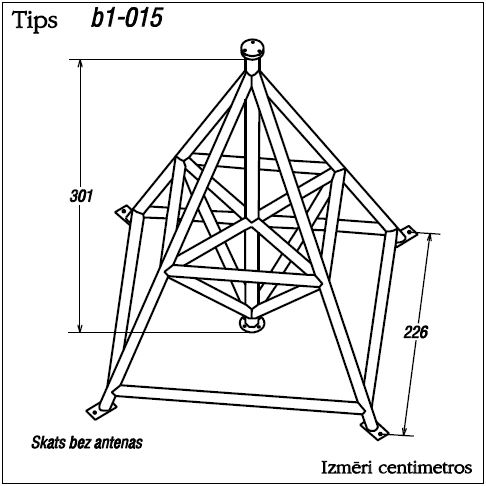 Tips b1-015
301
226
Skats bez antenas
Izmēri centimetros